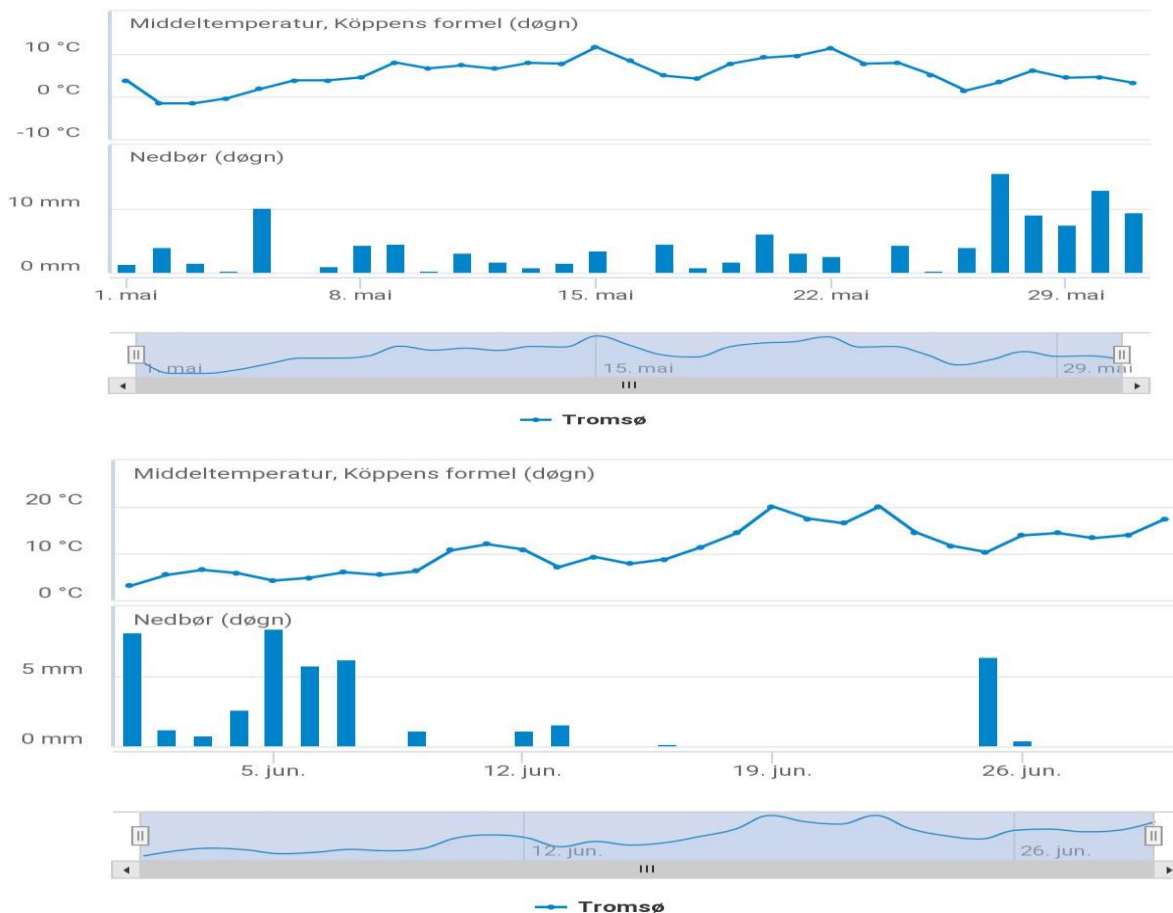 Middeltemperatur, Köppens formel (døgn)
10 °C
0 °C
-10 °C
Nedbør (døgn)
10 mm
0 mm
1. mai 8. mai 15. mai 22. mai 29. mai
1. mai 15. mai 29. mai
Tromsø
Middeltemperatur, Köppens formel (døgn)
20 °C
10 °C
0 °C
Nedbør (døgn)
5 mm
0 mm
5. jun. 12. jun. 19. jun. 26. jun.
12. jun. 26. jun.
Tromsø